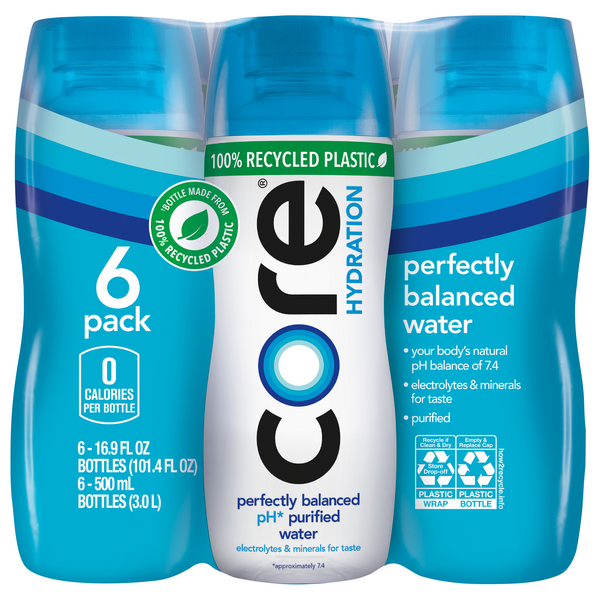 6
pack
0
CALORIES
PER BOTTLE
6 - 16.9 FL OZ
BOTTLES (101.4 FL OZ)
6 - 500 mL
BOTTLES (3.0 L)
*BOTTLE MADE FROM
100% RECYCLED PLASTIC
100% RECYCLED PLASTIC
core®
HYDRATION
perfectly balanced
pH* purified
water
electrolytes & minerals for taste
*approximately 7.4
perfectly
balanced
water
• your body's natural
pH balance of 7.4
• electrolytes & minerals
for taste
• purified
Recycle if
Clean & Dry
Store
Drop-off
PLASTIC
WRAP
Empty &
Replace Cap
PLASTIC
BOTTLE
how2recycle.info